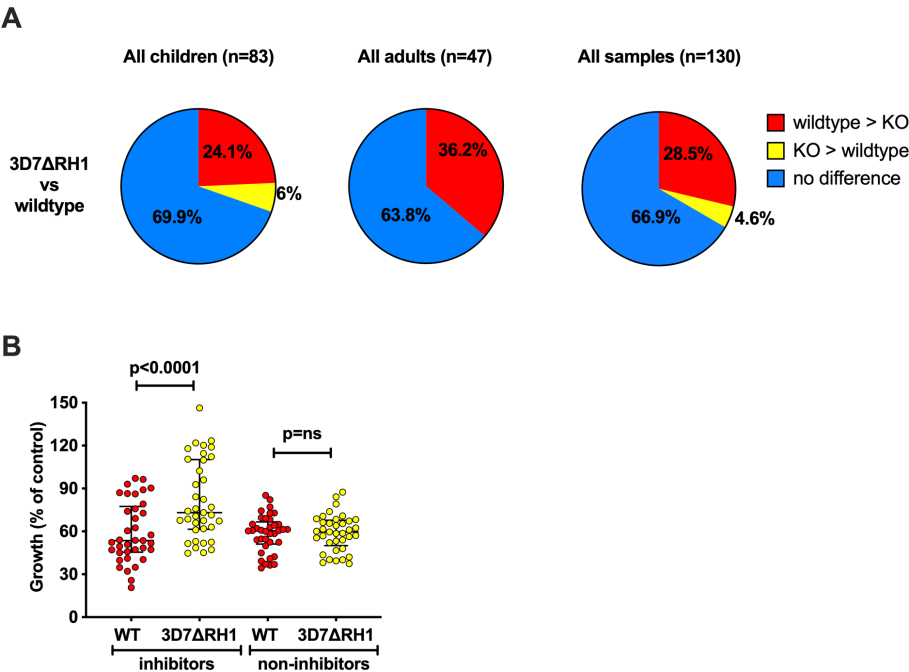 A
All children (n=83)
All adults (n=47)
All samples (n=130)
3D7ΔRH1
vs
wildtype
24.1%
6%
69.9%
36.2%
63.8%
28.5%
4.6%
66.9%
wildtype > KO
KO > wildtype
no difference
B
p<0.0001
p=ns
Growth (% of control)
150
120
90
60
30
0
WT
3D7ΔRH1
WT
3D7ΔRH1
inhibitors
non-inhibitors